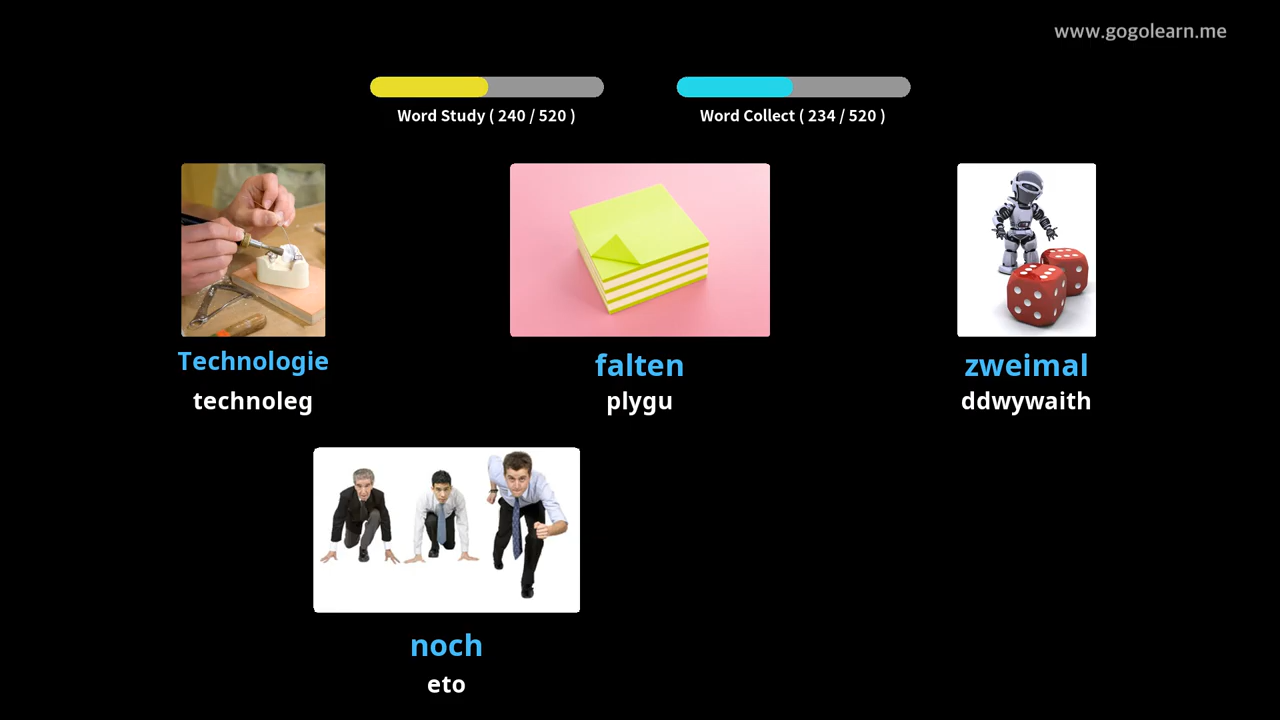 www.gogolearn.me
Word Study ( 240 / 520 )
Word Collect ( 234 / 520 )
Technologie
technoleg
falten
plygu
zweimal
ddwywaith
noch
eto